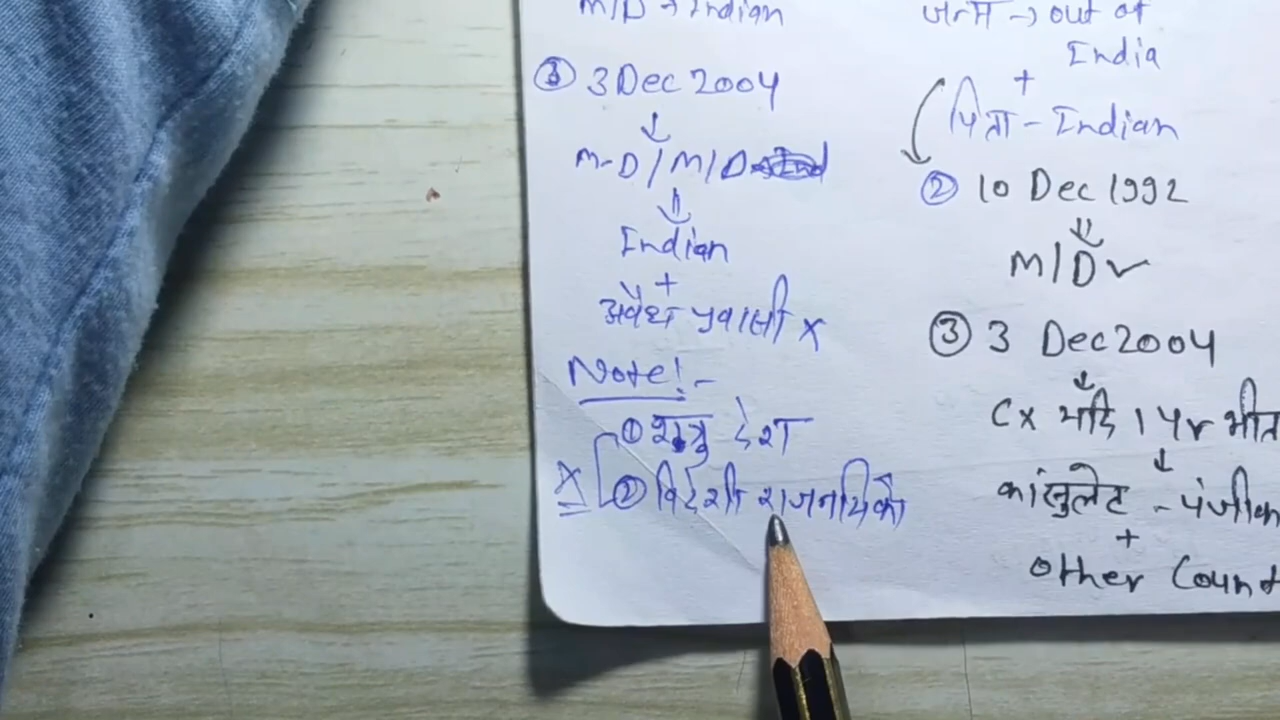 M/D → Indian
③ 3 Dec 2004
↓
M-D/M/D
⇓
Indian
+
अवैध प्रवासी x
Note!-
① शत्रु देश
x ② विदेशी राजनयिको
जन्म → out of
India
+
पिता - Indian
② 10 Dec 1992
⇓
M/D ✓
③ 3 Dec 2004
↓
Cx यदि 1 yr भीत
↓
कांसुलेट - पंजीक
+
Other Count